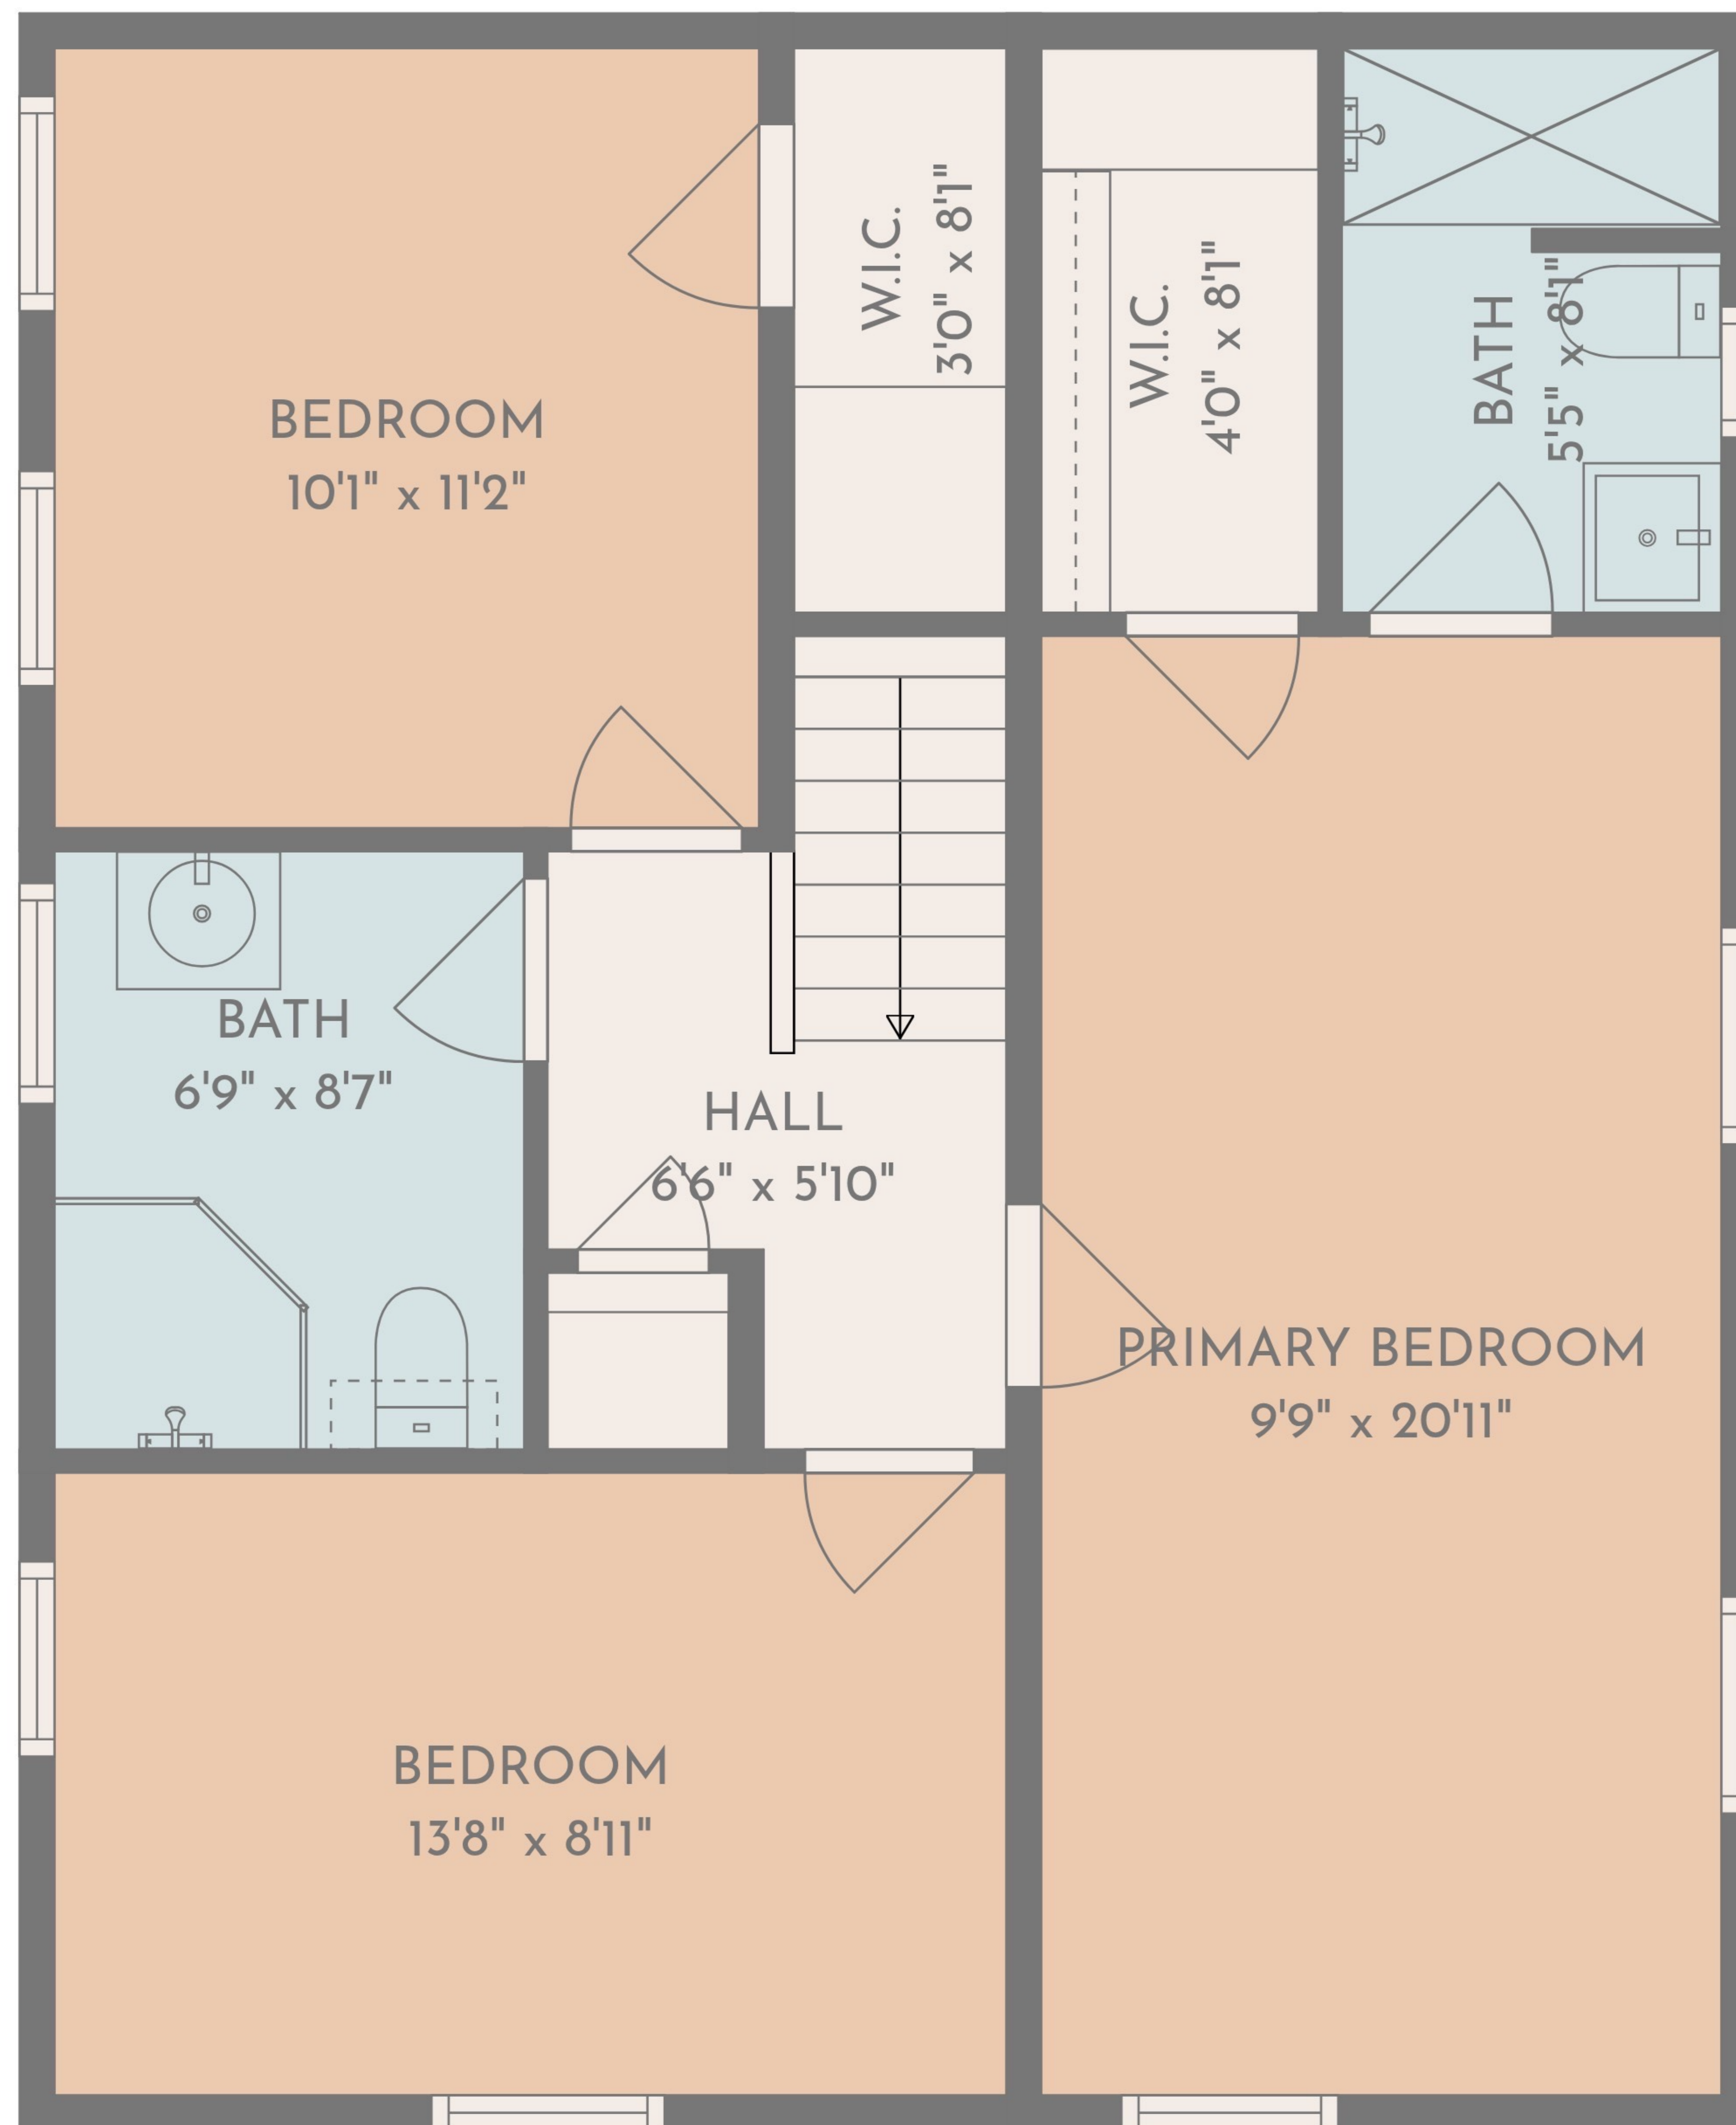 W.I.C.
3'0" x 8'1"
W.I.C.
4'0" x 8'1"
BATH
5'5" x 8'1"
BEDROOM
10'1" x 11'2"
BATH
6'9" x 8'7"
HALL
6'6" x 5'10"
PRIMARY BEDROOM
9'9" x 20'11"
BEDROOM
13'8" x 8'11"